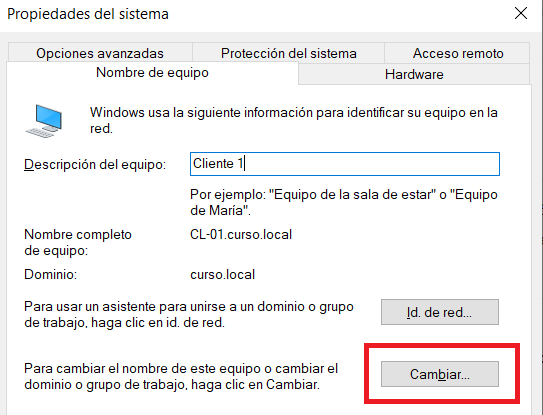 Propiedades del sistema
Opciones avanzadas
Protección del sistema
Acceso remoto
Nombre de equipo
Hardware
Windows usa la siguiente información para identificar su equipo en la
red.
Descripción del equipo:
Cliente 1
Por ejemplo: "Equipo de la sala de estar" o "Equipo
de María".
Nombre completo
de equipo:
CL-01.curso.local
Dominio:
curso.local
Para usar un asistente para unirse a un dominio o grupo
de trabajo, haga clic en id. de red.
Id. de red...
Para cambiar el nombre de este equipo o cambiar el
dominio o grupo de trabajo, haga clic en Cambiar.
Cambiar...